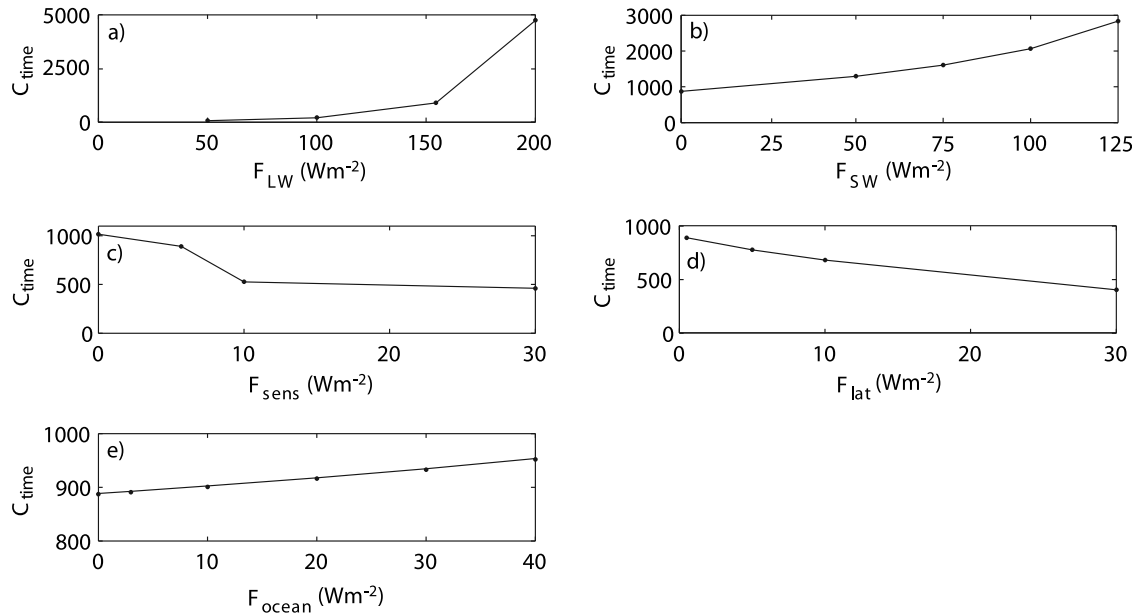 a)
5000
2500
0
C_time
50 100 150 200
F_LW (Wm⁻²)
b)
3000
2000
1000
0
C_time
0 25 50 75 100 125
F_SW (Wm⁻²)
c)
1000
500
0
C_time
0 10 20 30
F_sens (Wm⁻²)
d)
1000
500
0
C_time
0 10 20 30
F_lat (Wm⁻²)
e)
1000
900
800
C_time
0 10 20 30 40
F_ocean (Wm⁻²)